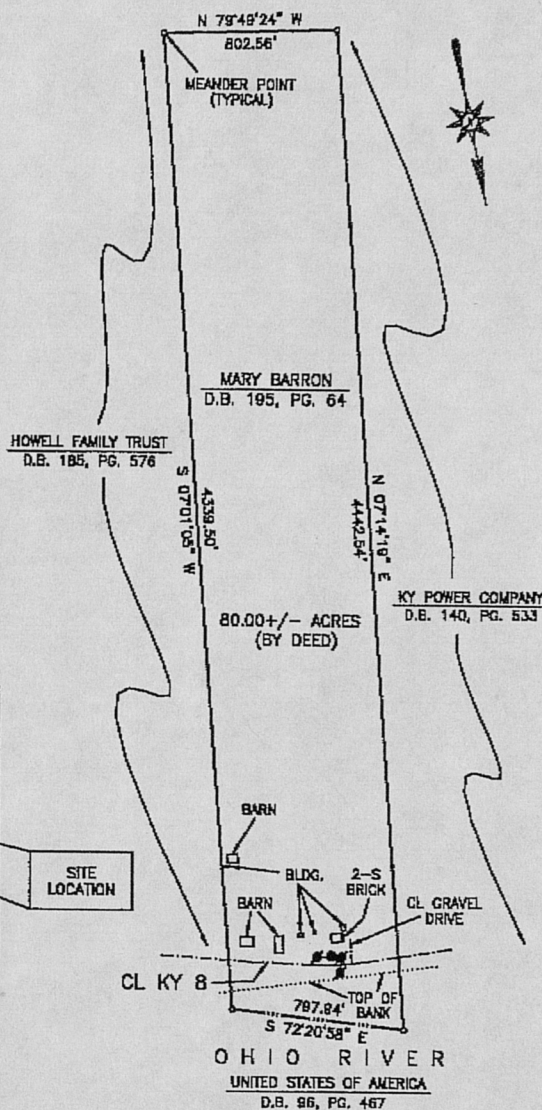 N 79°49'24" W
802.56'
MEANDER POINT
(TYPICAL)
MARY BARRON
D.B. 195, PG. 64
HOWELL FAMILY TRUST
D.B. 185, PG. 576
S 07°01'05" W
4339.50'
N 07°14'19" E
4442.54'
KY POWER COMPANY
D.B. 140, PG. 533
80.00+/- ACRES
(BY DEED)
BARN
SITE
LOCATION
BLDG.
2-S
BRICK
BARN
CL GRAVEL
DRIVE
CL KY 8
TOP OF
BANK
797.84'
S 72°20'58" E
OHIO RIVER
UNITED STATES OF AMERICA
D.B. 96, PG. 467